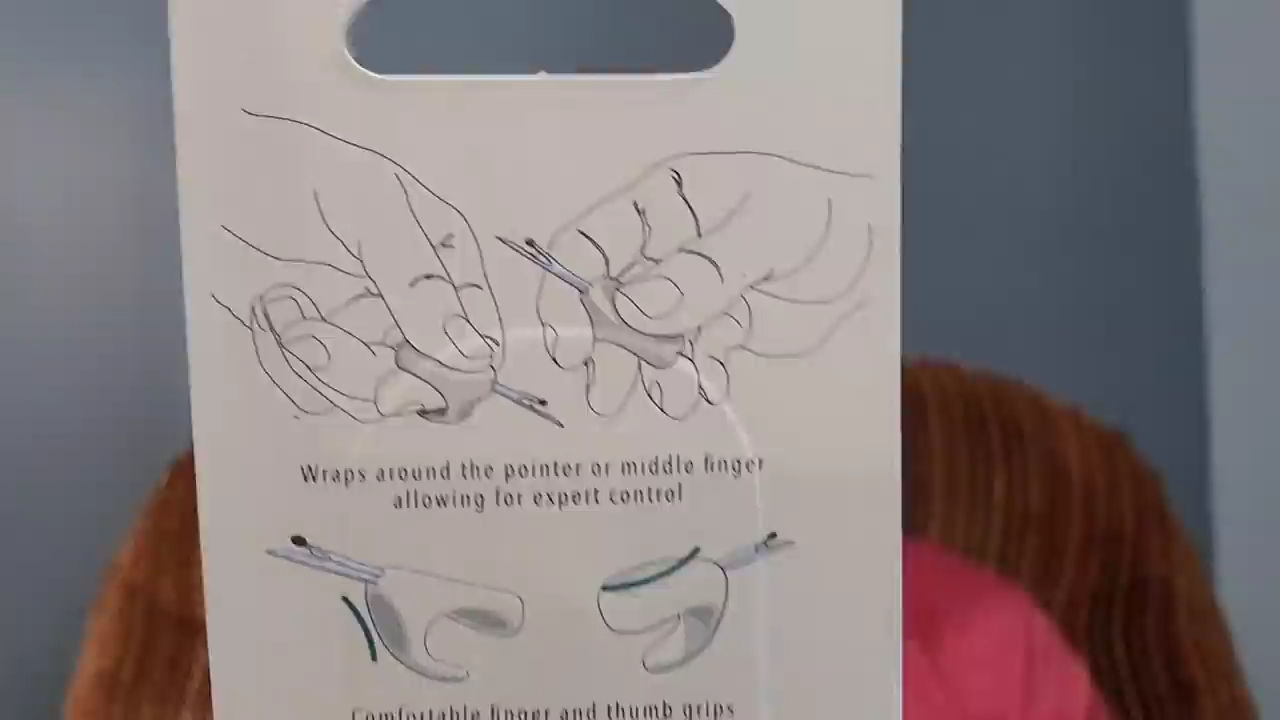 Wraps around the pointer or middle finger
allowing for expert control
Comfortable finger and thumb grips